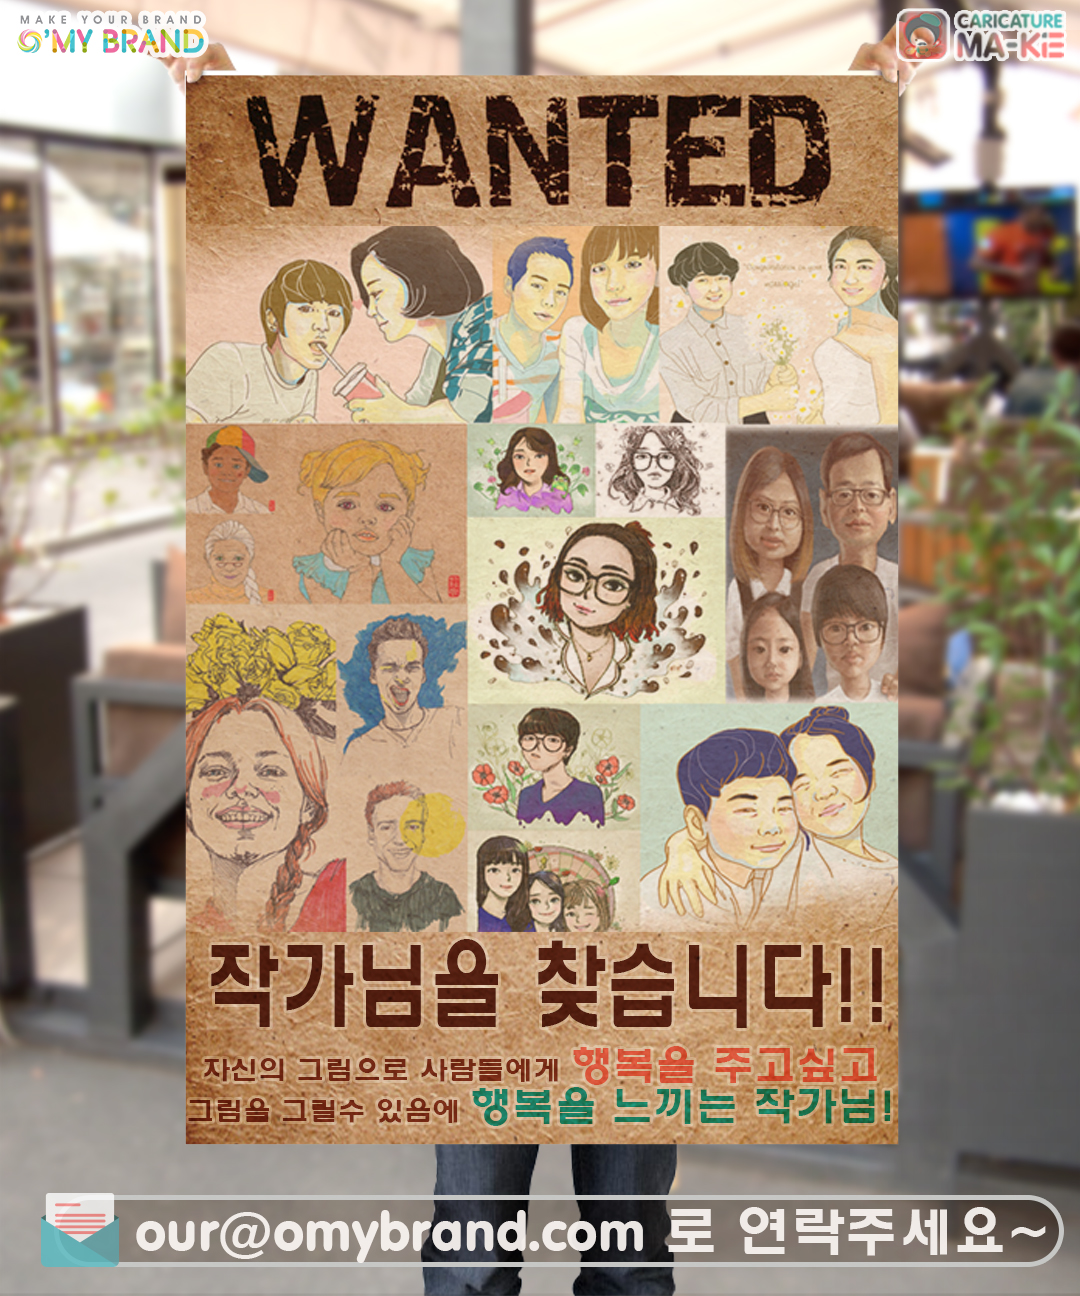 MAKE YOUR BRAND
O'MY BRAND
CARICATURE
MA-KiE
WANTED
작가님을 찾습니다!!
자신의 그림으로 사람들에게 행복을 주고싶고
그림을 그릴수 있음에 행복을 느끼는 작가님!
our@omybrand.com 로 연락주세요~